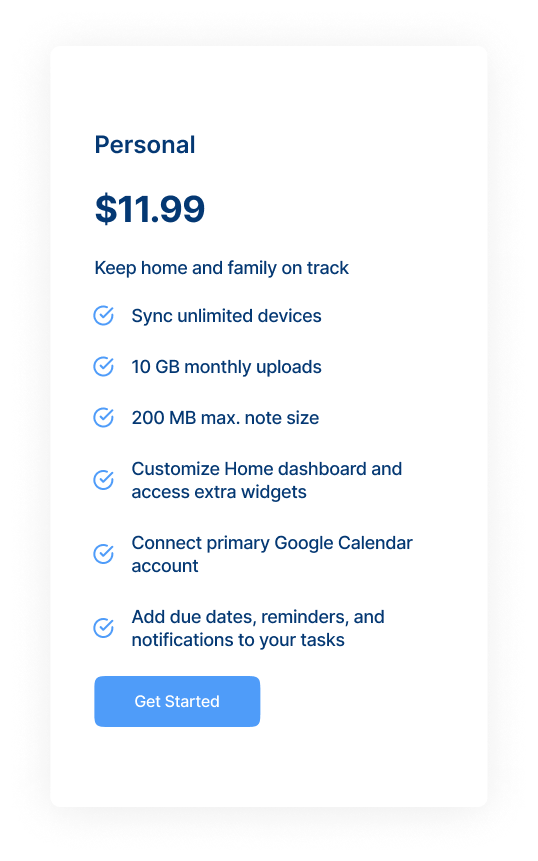 Personal
$11.99
Keep home and family on track
Sync unlimited devices
10 GB monthly uploads
200 MB max. note size
Customize Home dashboard and
access extra widgets
Connect primary Google Calendar
account
Add due dates, reminders, and
notifications to your tasks
Get Started